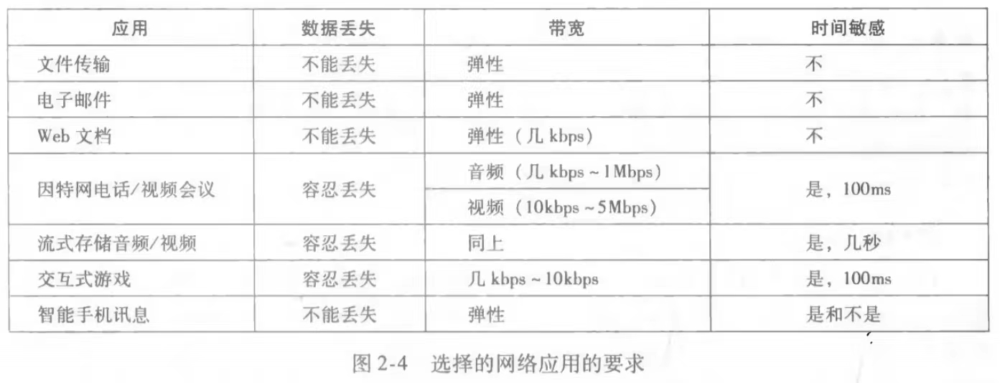 应用 数据丢失 带宽 时间敏感
文件传输 不能丢失 弹性 不
电子邮件 不能丢失 弹性 不
Web 文档 不能丢失 弹性（几 kbps） 不
因特网电话/视频会议 容忍丢失 音频（几 kbps ~ 1Mbps） 是，100ms
视频（10kbps ~ 5Mbps）
流式存储音频/视频 容忍丢失 同上 是，几秒
交互式游戏 容忍丢失 几 kbps ~ 10kbps 是，100ms
智能手机讯息 不能丢失 弹性 是和不是
图 2-4 选择的网络应用的要求